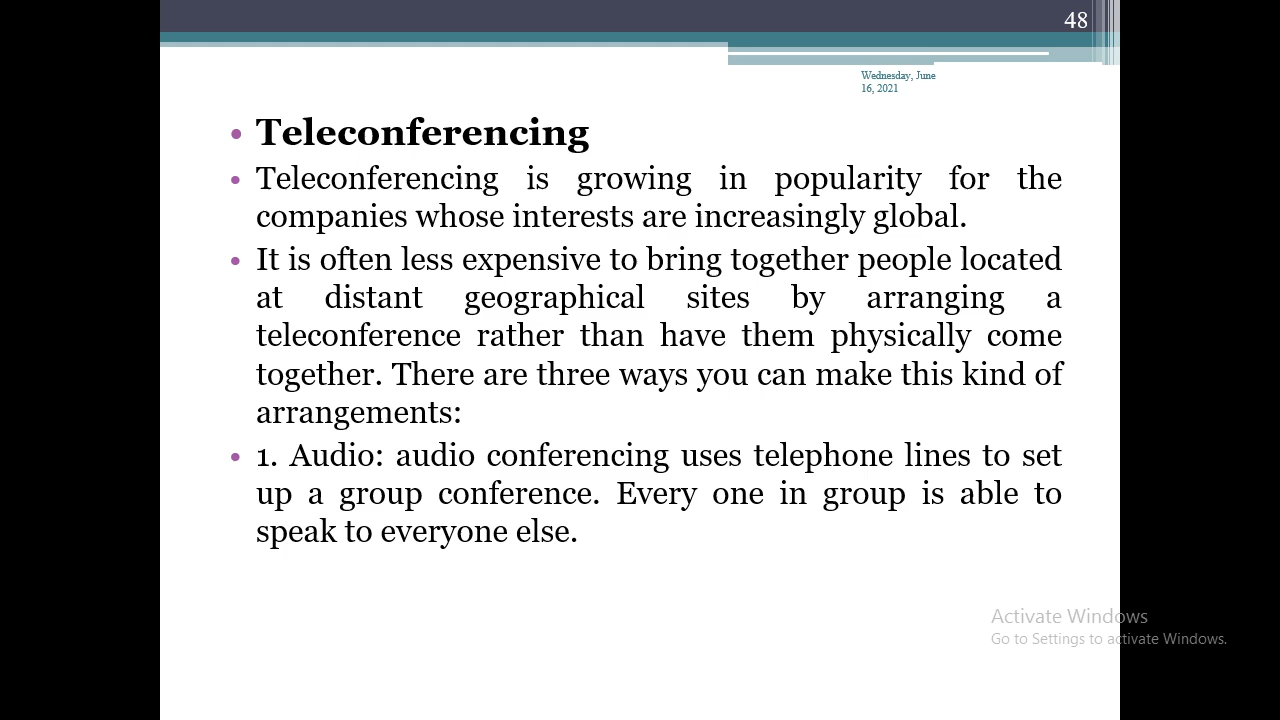 48
Wednesday, June
16, 2021
• Teleconferencing
• Teleconferencing is growing in popularity for the
companies whose interests are increasingly global.
• It is often less expensive to bring together people located
at distant geographical sites by arranging a
teleconference rather than have them physically come
together. There are three ways you can make this kind of
arrangements:
• 1. Audio: audio conferencing uses telephone lines to set
up a group conference. Every one in group is able to
speak to everyone else.
Activate Windows
Go to Settings to activate Windows.